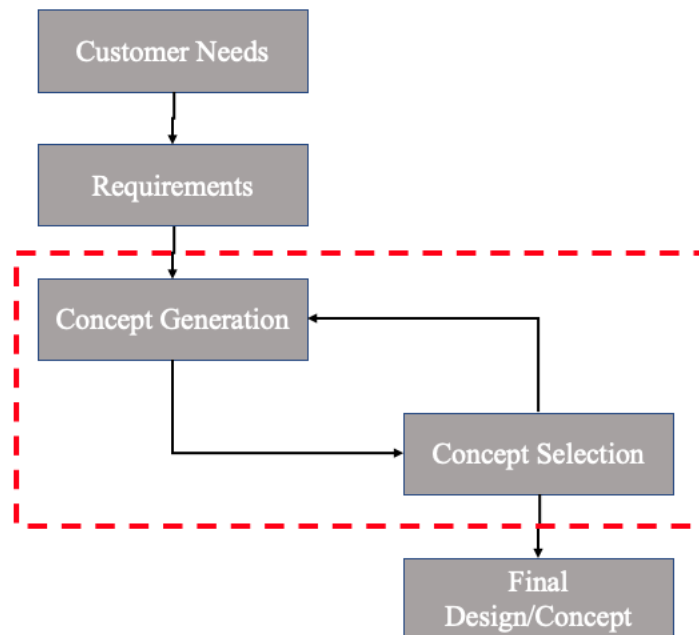 Customer Needs
Requirements
Concept Generation
Concept Selection
Final
Design/Concept